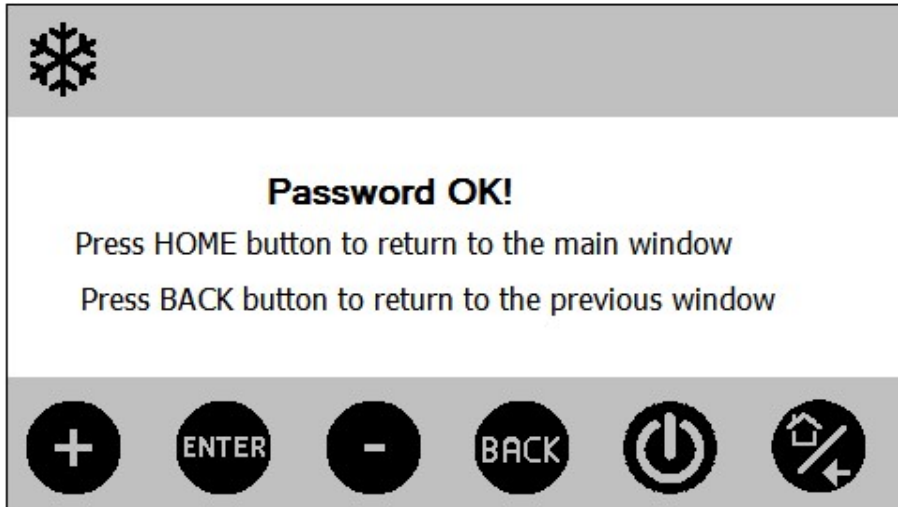 Password OK!
Press HOME button to return to the main window
Press BACK button to return to the previous window
+ ENTER - BACK